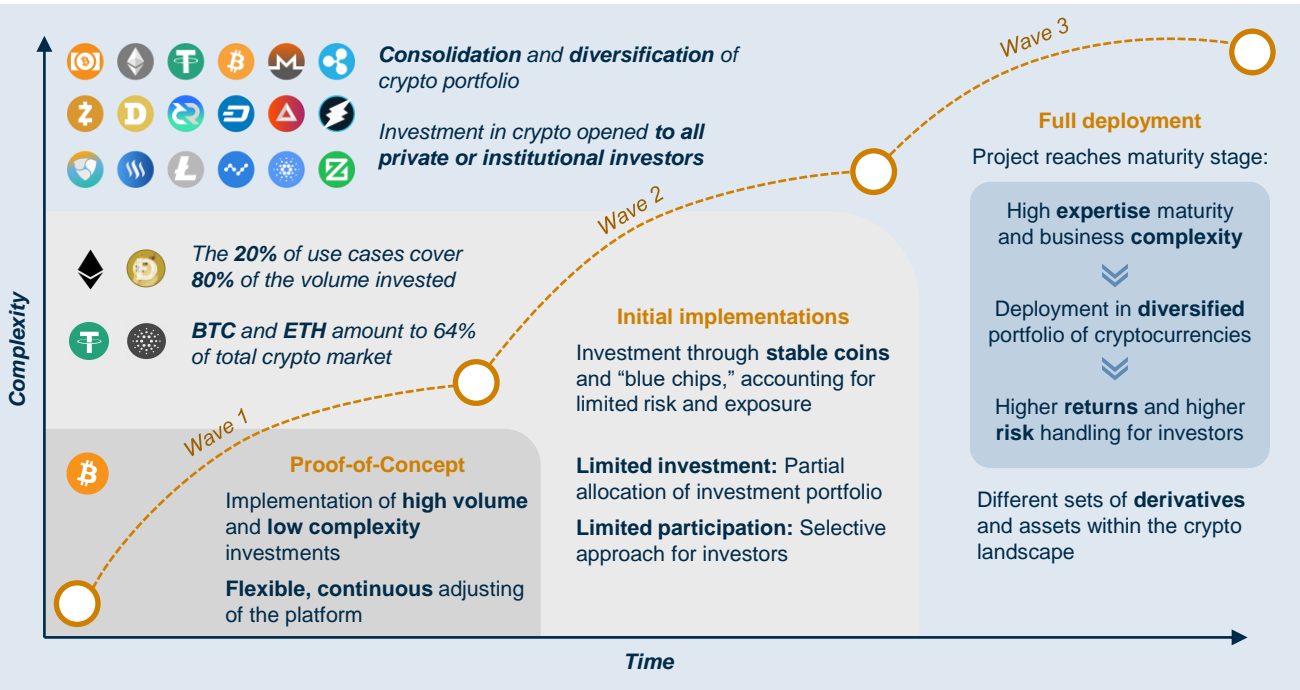 Complexity
Consolidation and diversification of
crypto portfolio
Investment in crypto opened to all
private or institutional investors
The 20% of use cases cover
80% of the volume invested
BTC and ETH amount to 64%
of total crypto market
Wave 1
Proof-of-Concept
Implementation of high volume
and low complexity
investments
Flexible, continuous adjusting
of the platform
Wave 2
Initial implementations
Investment through stable coins
and “blue chips,” accounting for
limited risk and exposure
Limited investment: Partial
allocation of investment portfolio
Limited participation: Selective
approach for investors
Wave 3
Full deployment
Project reaches maturity stage:
High expertise maturity
and business complexity
Deployment in diversified
portfolio of cryptocurrencies
Higher returns and higher
risk handling for investors
Different sets of derivatives
and assets within the crypto
landscape
Time